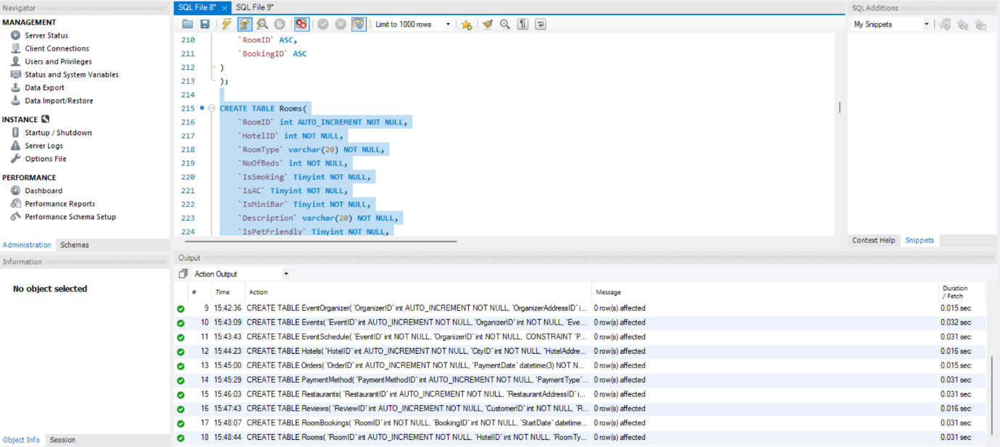 Navigator
MANAGEMENT
Server Status
Client Connections
Users and Privileges
Status and System Variables
Data Export
Data Import/Restore
INSTANCE
Startup / Shutdown
Server Logs
Options File
PERFORMANCE
Dashboard
Performance Reports
Performance Schema Setup
Administration Schemas
Information
No object selected
Object Info Session
SQL File 8* × SQL File 9*
Limit to 1000 rows
210 `RoomID` ASC,
211 `BookingID` ASC
212 )
213 );
214
215 CREATE TABLE Rooms(
216 `RoomID` int AUTO_INCREMENT NOT NULL,
217 `HotelID` int NOT NULL,
218 `RoomType` varchar(20) NOT NULL,
219 `NoOfBeds` int NOT NULL,
220 `IsSmoking` Tinyint NOT NULL,
221 `IsAC` Tinyint NOT NULL,
222 `IsMiniBar` Tinyint NOT NULL,
223 `Description` varchar(20) NOT NULL,
224 `IsPetFriendly` Tinyint NOT NULL,
SQLAdditions
My Snippets
Context Help Snippets
Output
Action Output
# Time Action Message Duration / Fetch
9 15:42:36 CREATE TABLE EventOrganizer( `OrganizerID` int AUTO_INCREMENT NOT NULL, `OrganizerAddressID` i... 0 row(s) affected 0.015 sec
10 15:43:09 CREATE TABLE Events( `EventID` int AUTO_INCREMENT NOT NULL, `OrganizerID` int NOT NULL, `Eve... 0 row(s) affected 0.032 sec
11 15:43:43 CREATE TABLE EventSchedule( `EventID` int NOT NULL, `OrganizerID` int NOT NULL, CONSTRAINT `P... 0 row(s) affected 0.031 sec
12 15:44:23 CREATE TABLE Hotels( `HotelID` int AUTO_INCREMENT NOT NULL, `CityID` int NOT NULL, `HotelAddre... 0 row(s) affected 0.016 sec
13 15:45:00 CREATE TABLE Orders( `OrderID` int AUTO_INCREMENT NOT NULL, `PaymentDate` datetime(3) NOT N... 0 row(s) affected 0.015 sec
14 15:45:29 CREATE TABLE PaymentMethod( `PaymentMethodID` int AUTO_INCREMENT NOT NULL, `PaymentType`... 0 row(s) affected 0.031 sec
15 15:46:03 CREATE TABLE Restaurants( `RestaurantID` int AUTO_INCREMENT NOT NULL, `RestaurantAddressID` i... 0 row(s) affected 0.031 sec
16 15:47:43 CREATE TABLE Reviews( `ReviewID` int AUTO_INCREMENT NOT NULL, `CustomerID` int NOT NULL, `R... 0 row(s) affected 0.016 sec
17 15:48:07 CREATE TABLE RoomBookings( `RoomID` int NOT NULL, `BookingID` int NOT NULL, `StartDate` datetime... 0 row(s) affected 0.031 sec
18 15:48:44 CREATE TABLE Rooms( `RoomID` int AUTO_INCREMENT NOT NULL, `HotelID` int NOT NULL, `RoomTy... 0 row(s) affected 0.031 sec